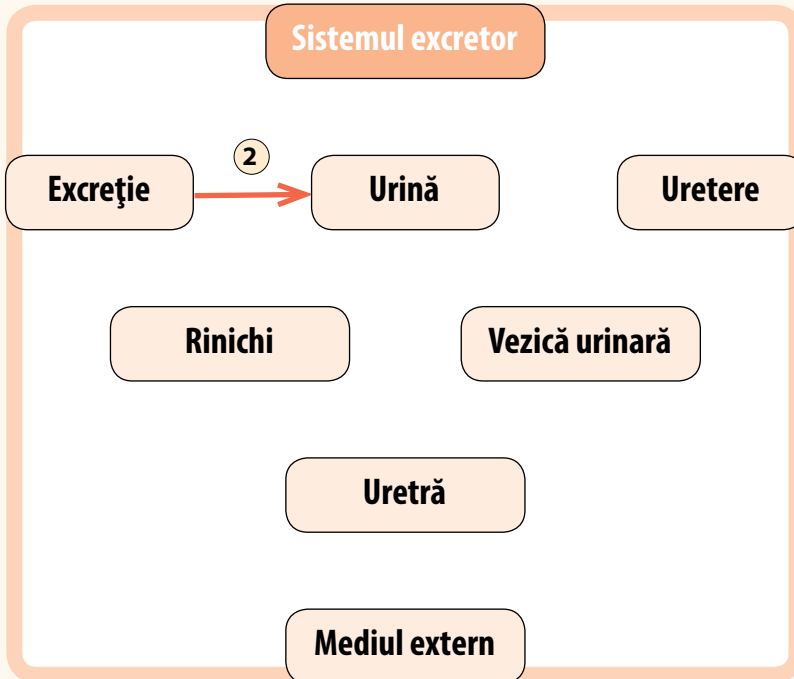 Sistemul excretor
2
Excreţie
Urină
Uretere
Rinichi
Vezică urinară
Uretră
Mediul extern